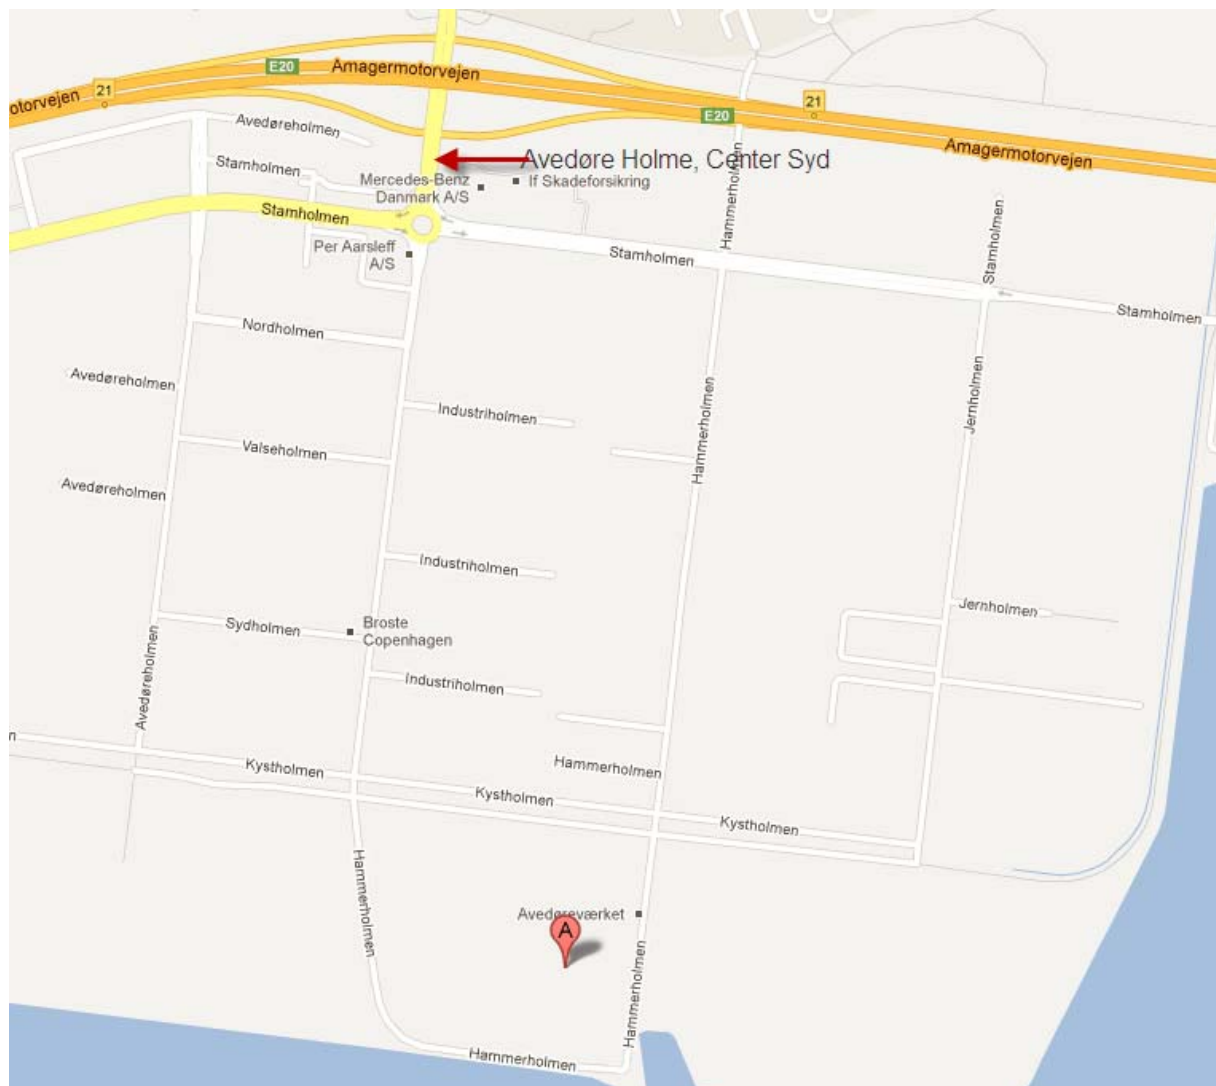 E20
Amagermotorvejen
21
otorvejen
21
E20
Avedøreholmen
Amagermotorvejen
Avedøre Holme, Center Syd
Stamholmen
Mercedes-Benz
Danmark A/S
If Skadeforsikring
Hammerholmen
Stamholmen
Stamholmen
Per Aarsleff
A/S
Stamholmen
Stamholmen
Nordholmen
Avedøreholmen
Jernholmen
Industriholmen
Hammerholmen
Valseholmen
Avedøreholmen
Industriholmen
Jernholmen
Broste
Copenhagen
Sydholmen
Avedøreholmen
Industriholmen
n
Hammerholmen
Kystholmen
Kystholmen
Kystholmen
Hammerholmen
Avedøreværket
A
Hammerholmen
Hammerholmen